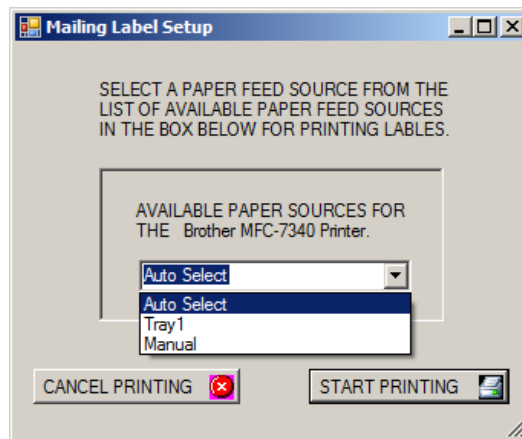 Mailing Label Setup
SELECT A PAPER FEED SOURCE FROM THE
LIST OF AVAILABLE PAPER FEED SOURCES
IN THE BOX BELOW FOR PRINTING LABLES.
AVAILABLE PAPER SOURCES FOR
THE Brother MFC-7340 Printer.
Auto Select
Auto Select
Tray1
Manual
CANCEL PRINTING
START PRINTING